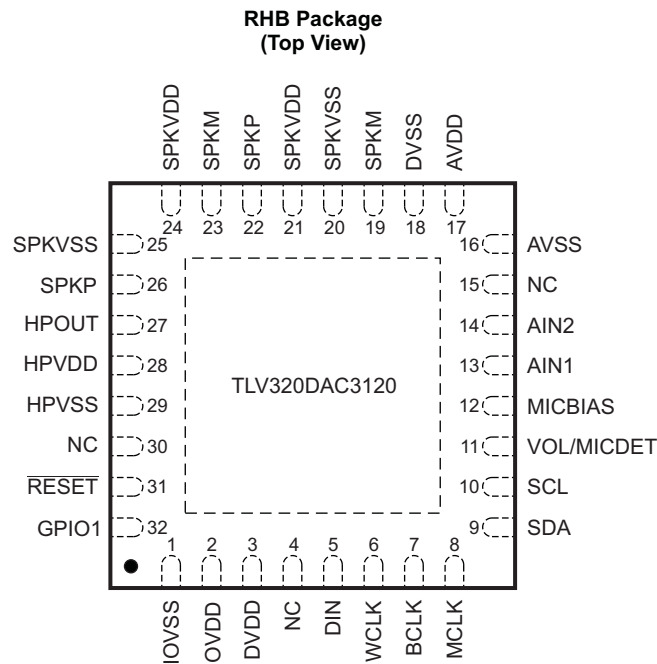 RHB Package
(Top View)
SPKVDD
SPKM
SPKP
SPKVDD
SPKVSS
SPKM
DVSS
AVDD
24 23 22 21 20 19 18 17
SPKVSS 25
SPKP 26
HPOUT 27
HPVDD 28
HPVSS 29
NC 30
RESET 31
GPIO1 32
TLV320DAC3120
16 AVSS
15 NC
14 AIN2
13 AIN1
12 MICBIAS
11 VOL/MICDET
10 SCL
9 SDA
1 2 3 4 5 6 7 8
IOVSS
OVDD
DVDD
NC
DIN
WCLK
BCLK
MCLK